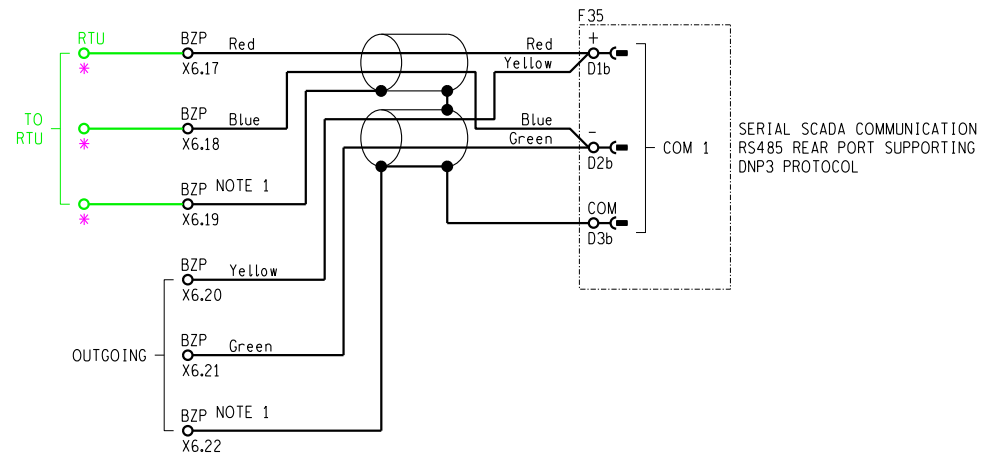 F35
RTU
BZP
Red
Red
+
X6.17
Yellow
D1b
*
TO
RTU
BZP
Blue
Blue
-
X6.18
Green
D2b
*
COM 1
SERIAL SCADA COMMUNICATION
RS485 REAR PORT SUPPORTING
DNP3 PROTOCOL
BZP NOTE 1
X6.19
*
COM
D3b
BZP
Yellow
X6.20
OUTGOING
BZP
Green
X6.21
BZP NOTE 1
X6.22